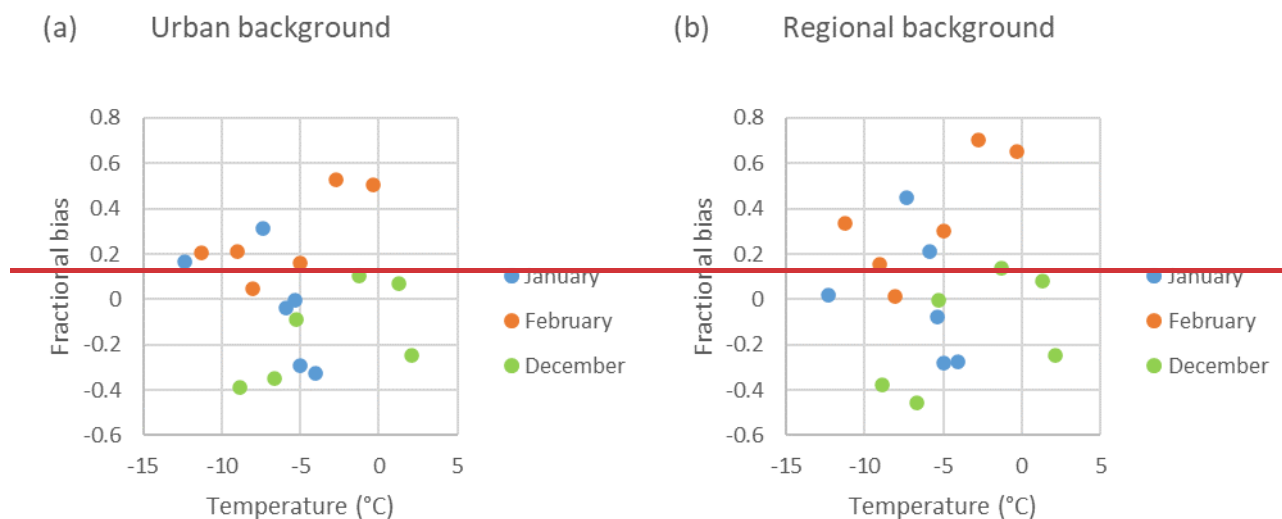 (a) Urban background
(b) Regional background
Fractional bias
0.8
0.6
0.4
0.2
0
-0.2
-0.4
-0.6
-15 -10 -5 0 5
Temperature (°C)
January
February
December
Fractional bias
0.8
0.6
0.4
0.2
0
-0.2
-0.4
-0.6
-15 -10 -5 0 5
Temperature (°C)
January
February
December